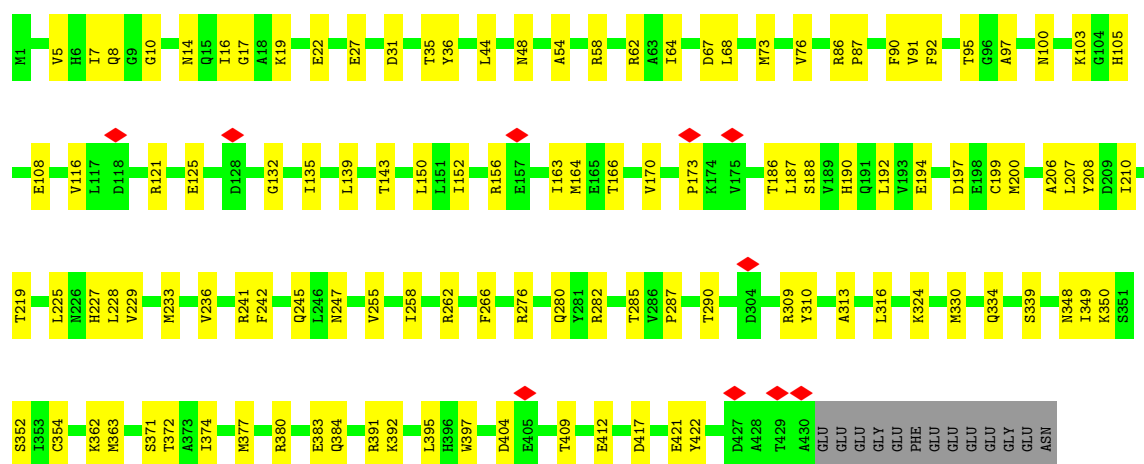 M1 V5 H6 I7 Q8 G9 G10 N14 Q15 I16 G17 A18 K19 E22 E27 D31 T35 Y36 L44 N48 A54 R58 R62 A63 I64 D67 L68 M73 V76 R86 P87 F90 V91 F92 T95 G96 A97 N100 K103 G104 H105
E108 V116 L117 D118 R121 E125 D128 G132 I135 L139 T143 L150 L151 I152 R156 E157 I163 M164 E165 T166 V170 P173 K174 V175 T186 L187 S188 V189 H190 Q191 L192 V193 E194 D197 E198 C199 M200 A206 L207 Y208 D209 I210
T219 L225 N226 H227 L228 V229 M233 V236 R241 F242 Q245 L246 N247 V255 I258 R262 F266 R276 Q280 Y281 R282 T285 V286 P287 T290 D304 R309 Y310 A313 L316 K324 M330 Q334 S339 N348 I349 K350 S351
S352 I353 C354 K362 M363 S371 T372 A373 I374 M377 R380 E383 Q384 R391 K392 L395 H396 W397 D404 E405 T409 E412 D417 E421 Y422 D427 A428 T429 A430 GLU GLU GLU GLY GLU PHE GLU GLU GLU GLU GLY GLU ASN